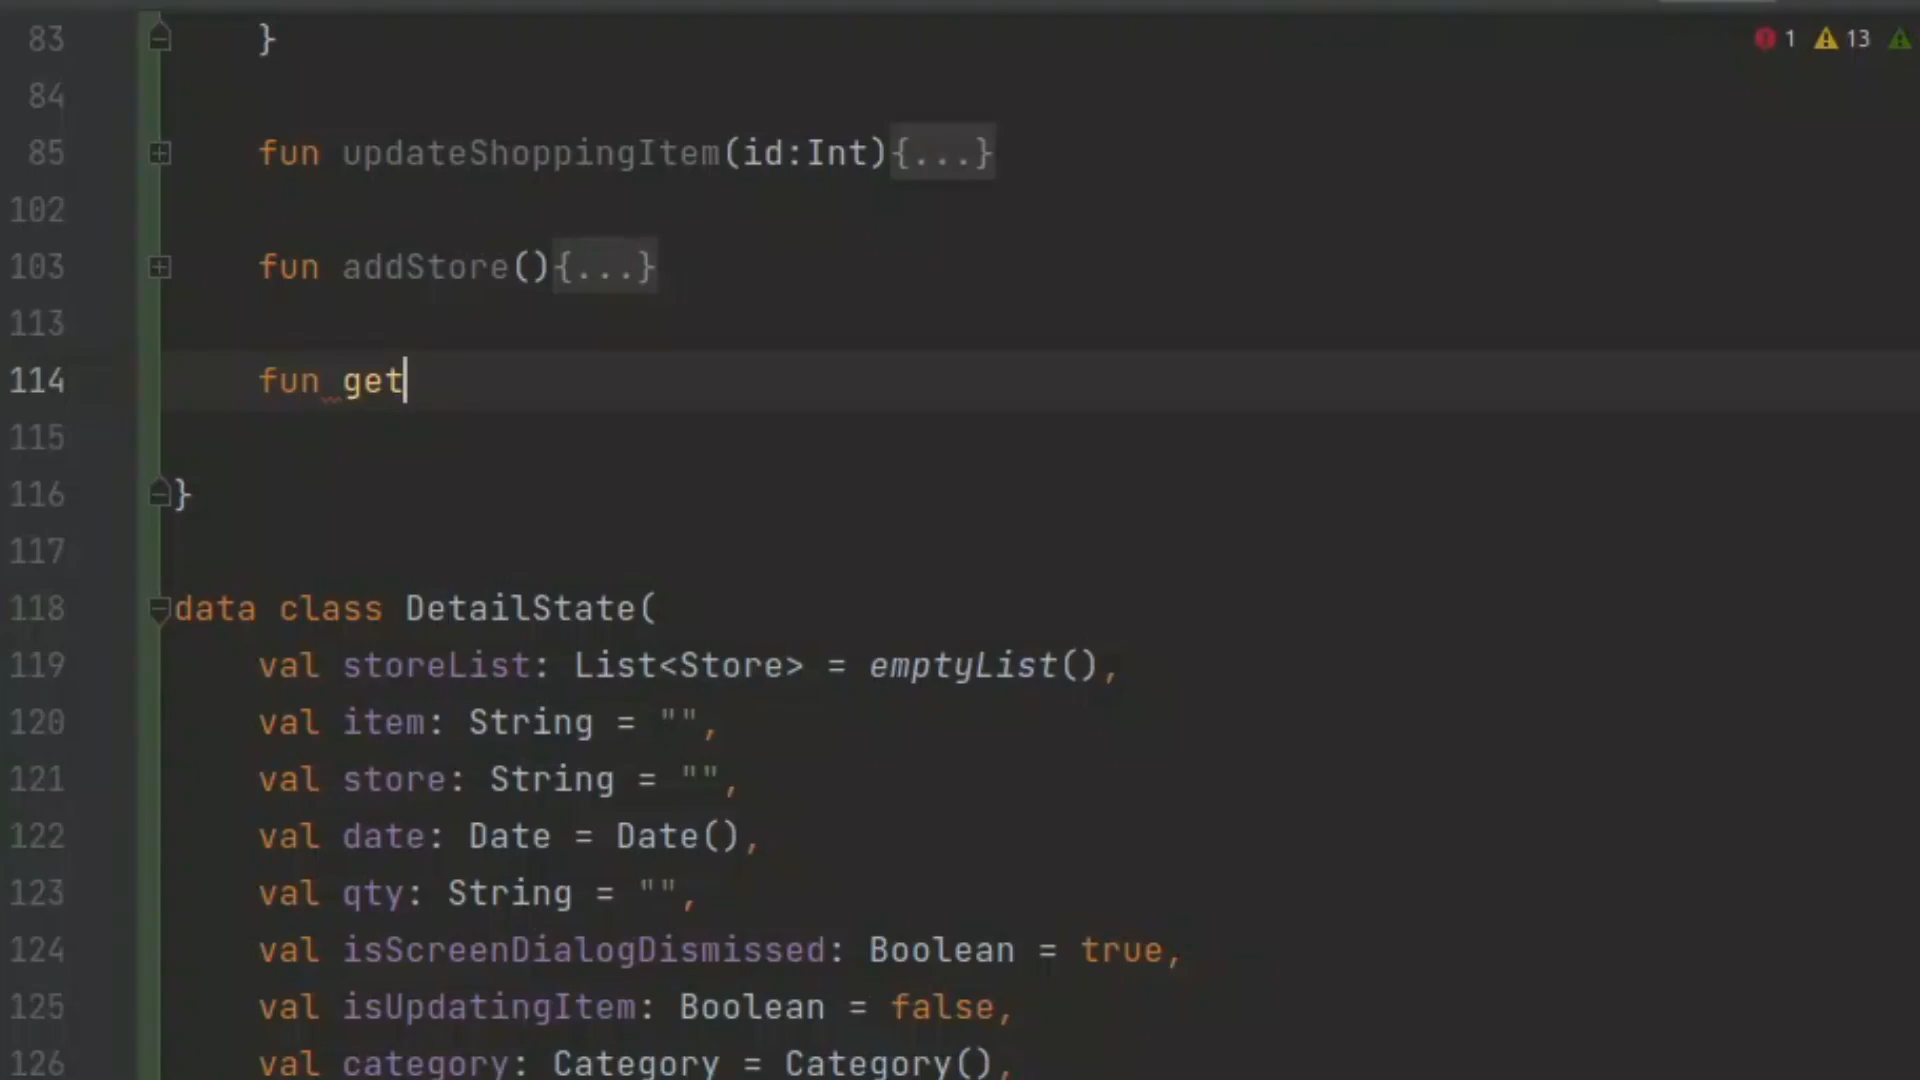 83 }
1 13
84
85 fun updateShoppingItem(id:Int){...}
102
103 fun addStore(){...}
113
114 fun get
115
116 }
117
118 data class DetailState(
119 val storeList: List<Store> = emptyList(),
120 val item: String = "",
121 val store: String = "",
122 val date: Date = Date(),
123 val qty: String = "",
124 val isScreenDialogDismissed: Boolean = true,
125 val isUpdatingItem: Boolean = false,
126 val category: Category = Category(),